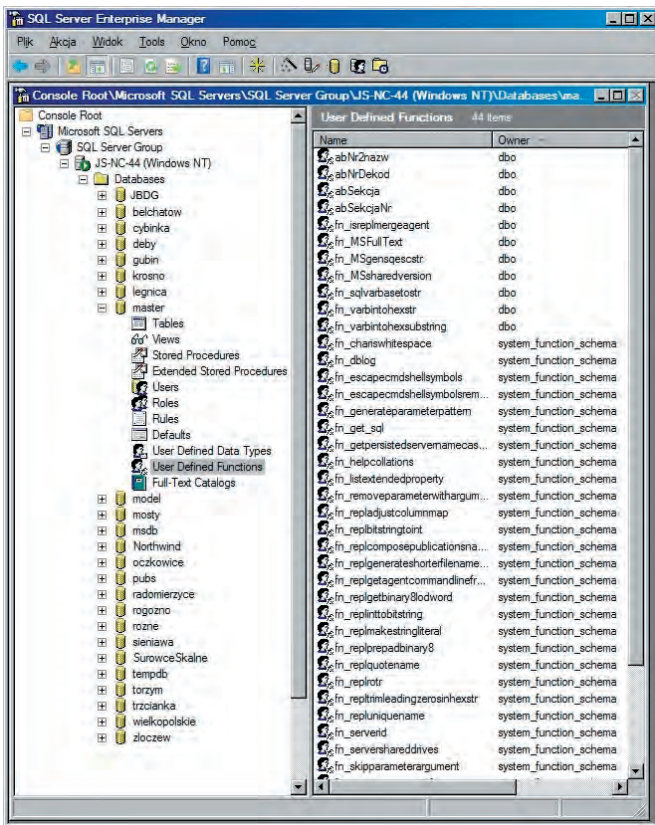 SQL Server Enterprise Manager
Plik Akcja Widok Tools Okno Pomoc
Console Root\Microsoft SQL Servers\SQL Server Group\JS-NC-44 (Windows NT)\Databases\ma...
Console Root
Microsoft SQL Servers
SQL Server Group
JS-NC-44 (Windows NT)
Databases
JBDG
belchatow
cybinka
deby
gubin
krosno
legnica
master
Tables
Views
Stored Procedures
Extended Stored Procedures
Users
Roles
Rules
Defaults
User Defined Data Types
User Defined Functions
Full-Text Catalogs
model
mosty
msdb
Northwind
oczkowice
pubs
radomierzyce
rogozno
rozne
sieniawa
SurowceSkalne
tempdb
torzym
trzcianka
wielkopolskie
zloczew
User Defined Functions 44 Items
Name Owner
abNr2nazw dbo
abNrDekod dbo
abSekcja dbo
abSekcjaNr dbo
fn_isreplmergeagent dbo
fn_MSFullText dbo
fn_MSgensqescstr dbo
fn_MSsharedversion dbo
fn_sqlvarbasetostr dbo
fn_varbintohexstr dbo
fn_varbintohexsubstring dbo
fn_chariswhitespace system_function_schema
fn_dblog system_function_schema
fn_escapecmdshellsymbols system_function_schema
fn_escapecmdshellsymbolsrem... system_function_schema
fn_generateparameterpattern system_function_schema
fn_get_sql system_function_schema
fn_getpersistedservernamecas... system_function_schema
fn_helpcollations system_function_schema
fn_listextendedproperty system_function_schema
fn_removeparameterwithargum... system_function_schema
fn_repladjustcolumnmap system_function_schema
fn_replbitstringtoint system_function_schema
fn_replcomposepublicationsna... system_function_schema
fn_replgenerateshorterfilename... system_function_schema
fn_replgetagentcommandlinefr... system_function_schema
fn_replgetbinary8lodword system_function_schema
fn_replinttobitstring system_function_schema
fn_replmakestringliteral system_function_schema
fn_replprepadbinary8 system_function_schema
fn_replquotename system_function_schema
fn_replrotr system_function_schema
fn_repltrimleadingzerosinhexstr system_function_schema
fn_repluniquename system_function_schema
fn_serverid system_function_schema
fn_servershareddrives system_function_schema
fn_skipparameterargument system_function_schema